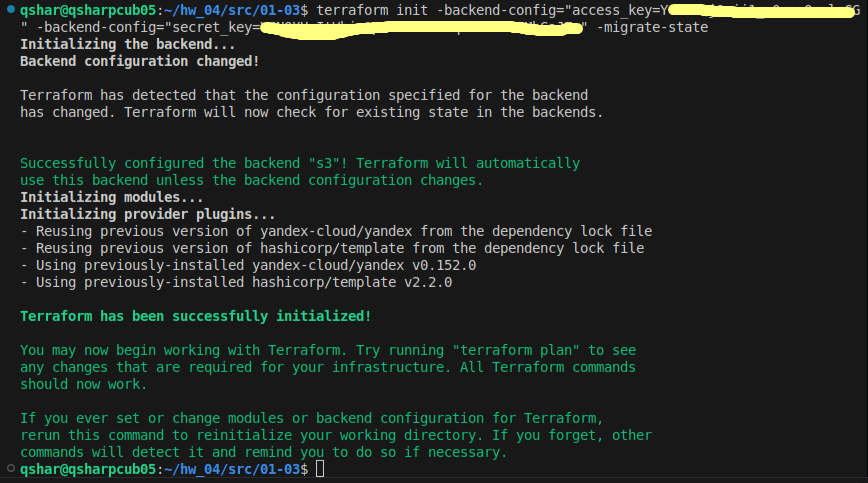 qshar@qsharpcub05:~/hw_04/src/01-03$ terraform init -backend-config="access_key=
" -backend-config="secret_key= " -migrate-state
Initializing the backend...
Backend configuration changed!
Terraform has detected that the configuration specified for the backend
has changed. Terraform will now check for existing state in the backends.
Successfully configured the backend "s3"! Terraform will automatically
use this backend unless the backend configuration changes.
Initializing modules...
Initializing provider plugins...
- Reusing previous version of yandex-cloud/yandex from the dependency lock file
- Reusing previous version of hashicorp/template from the dependency lock file
- Using previously-installed yandex-cloud/yandex v0.152.0
- Using previously-installed hashicorp/template v2.2.0
Terraform has been successfully initialized!
You may now begin working with Terraform. Try running "terraform plan" to see
any changes that are required for your infrastructure. All Terraform commands
should now work.
If you ever set or change modules or backend configuration for Terraform,
rerun this command to reinitialize your working directory. If you forget, other
commands will detect it and remind you to do so if necessary.
qshar@qsharpcub05:~/hw_04/src/01-03$